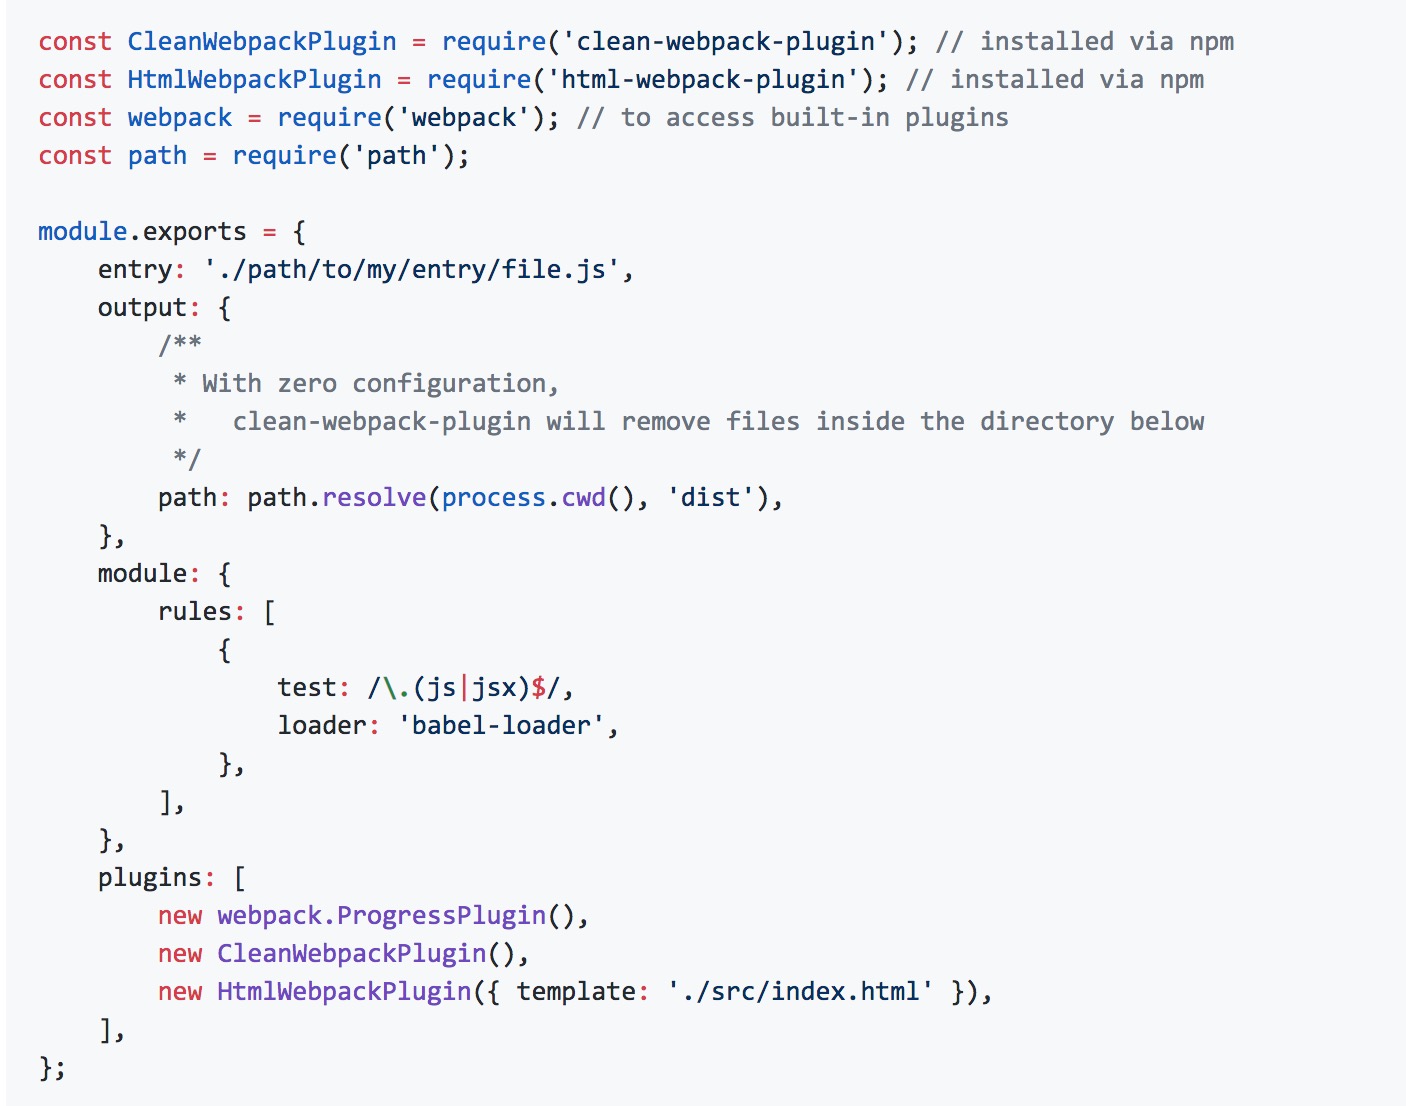 const CleanWebpackPlugin = require('clean-webpack-plugin'); // installed via npm
const HtmlWebpackPlugin = require('html-webpack-plugin'); // installed via npm
const webpack = require('webpack'); // to access built-in plugins
const path = require('path');

module.exports = {
    entry: './path/to/my/entry/file.js',
    output: {
        /**
         * With zero configuration,
         *   clean-webpack-plugin will remove files inside the directory below
         */
        path: path.resolve(process.cwd(), 'dist'),
    },
    module: {
        rules: [
            {
                test: /\.(js|jsx)$/,
                loader: 'babel-loader',
            },
        ],
    },
    plugins: [
        new webpack.ProgressPlugin(),
        new CleanWebpackPlugin(),
        new HtmlWebpackPlugin({ template: './src/index.html' }),
    ],
};